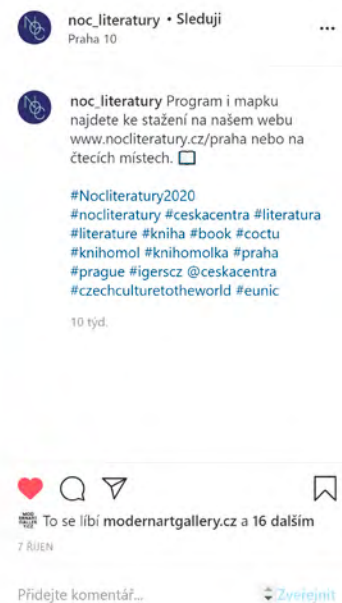 noc_literatury • Sleduji
Praha 10
noc_literatury Program i mapku
najdete ke stažení na našem webu
www.nocliteratury.cz/praha nebo na
čtecích místech.
#Nocliteratury2020
#nocliteratury #ceskacentra #literatura
#literature #kniha #book #coctu
#knihomol #knihomolka #praha
#prague #igerscz @ceskacentra
#czechculturetotheworld #eunic
10 týd.
To se líbí modernartgallery.cz a 16 dalším
7 ŘÍJEN
Přidejte komentář...
Zveřejnit